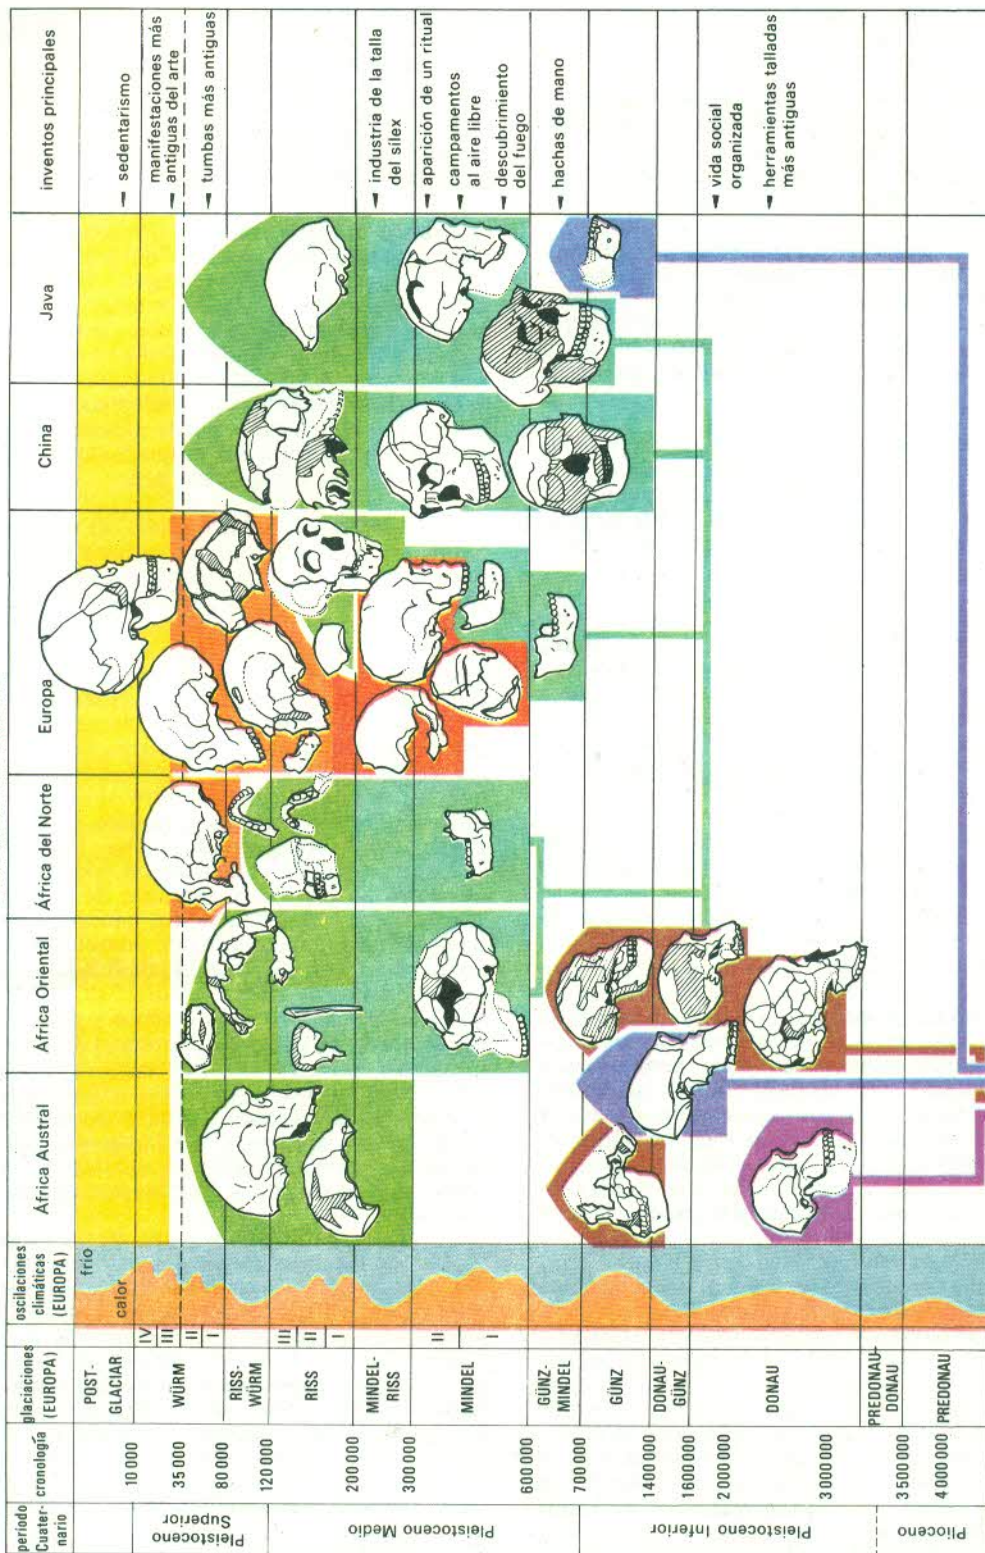 período
Cuater-
nario
cronología
glaciaciones
(EUROPA)
oscilaciones
climáticas
(EUROPA)
África Austral
África Oriental
África del Norte
Europa
China
Java
inventos principales
Pleistoceno
Superior
Pleistoceno Medio
Pleistoceno Inferior
Plioceno
10 000
35 000
80 000
120 000
200 000
300 000
600 000
1 400 000
1 600 000
2 000 000
3 000 000
3 500 000
4 000 000
POST-
GLACIAR
WÜRM
RISS-
WÜRM
RISS
MINDEL-
RISS
MINDEL
GÜNZ-
MINDEL
GÜNZ
DONAU-
GÜNZ
DONAU
PREDONAU-
DONAU
PREDONAU
IV
III
II
I
III
II
I
II
I
frío
calor
sedentarismo
manifestaciones más
antiguas del arte
tumbas más antiguas
industria de la talla
del sílex
aparición de un ritual
campamentos
al aire libre
descubrimiento
del fuego
hachas de mano
vida social
organizada
herramientas talladas
más antiguas